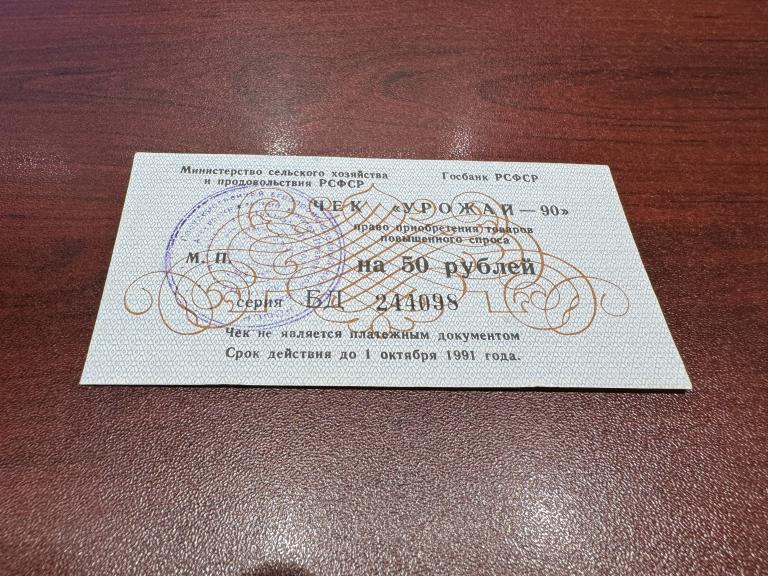 Министерство сельского хозяйства
и продовольствия РСФСР
Госбанк РСФСР
ЧЕК «УРОЖАЙ — 90»
право приобретения товаров
повышенного спроса
М. П.
на 50 рублей
серия БД 244098
Чек не является платежным документом
Срок действия до 1 октября 1991 года.